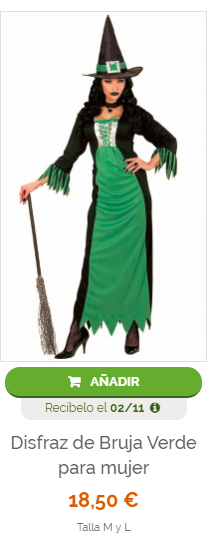 AÑADIR
Recíbelo el 02/11
Disfraz de Bruja Verde
para mujer
18,50 €
Talla M y L